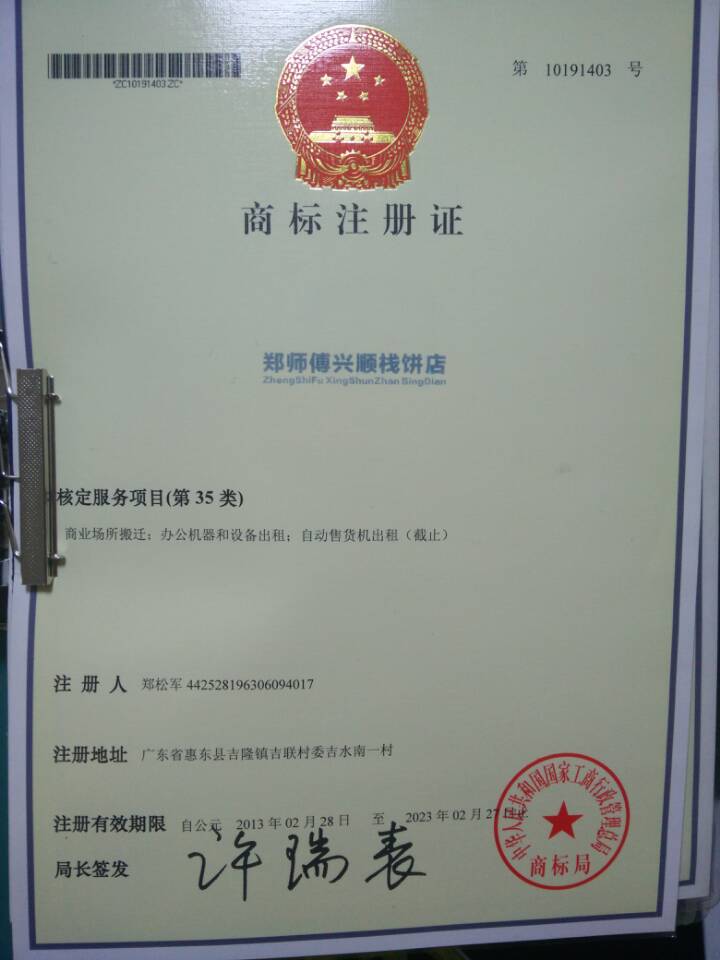 *ZC10191403ZC*
第 10191403 号
商标注册证
郑师傅兴顺栈饼店
ZhengShiFu XingShunZhan BingDian
核定服务项目(第 35 类)
商业场所搬迁；办公机器和设备出租；自动售货机出租（截止）
注 册 人 郑松军 442528196306094017
注册地址 广东省惠东县吉隆镇吉联村委吉水南一村
注册有效期限 自公元 2013 年 02 月 28 日 至 2023 年 02 月 27 日止
局长签发 许瑞表
中华人民共和国国家工商行政管理总局
商标局